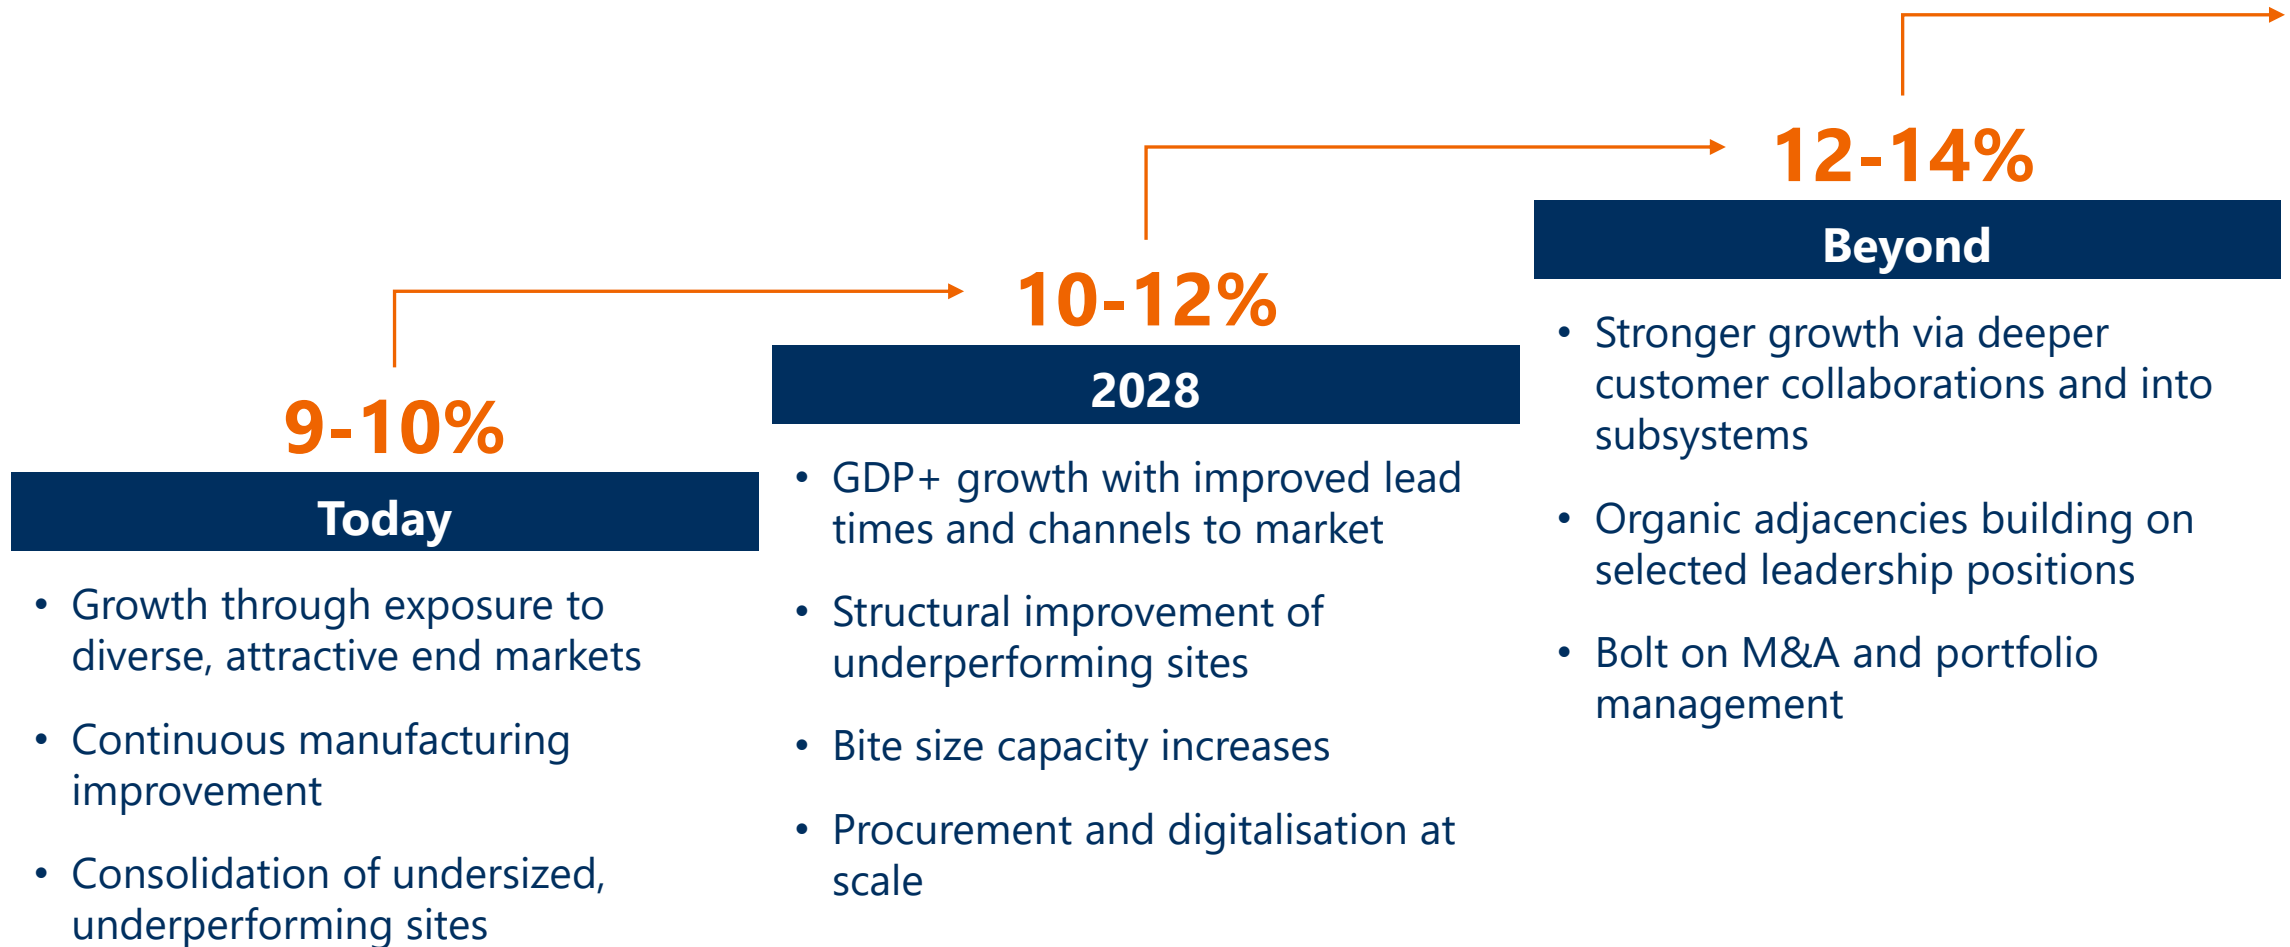 9-10%
Today
• Growth through exposure to
diverse, attractive end markets
• Continuous manufacturing
improvement
• Consolidation of undersized,
underperforming sites
10-12%
2028
• GDP+ growth with improved lead
times and channels to market
• Structural improvement of
underperforming sites
• Bite size capacity increases
• Procurement and digitalisation at
scale
12-14%
Beyond
• Stronger growth via deeper
customer collaborations and into
subsystems
• Organic adjacencies building on
selected leadership positions
• Bolt on M&A and portfolio
management